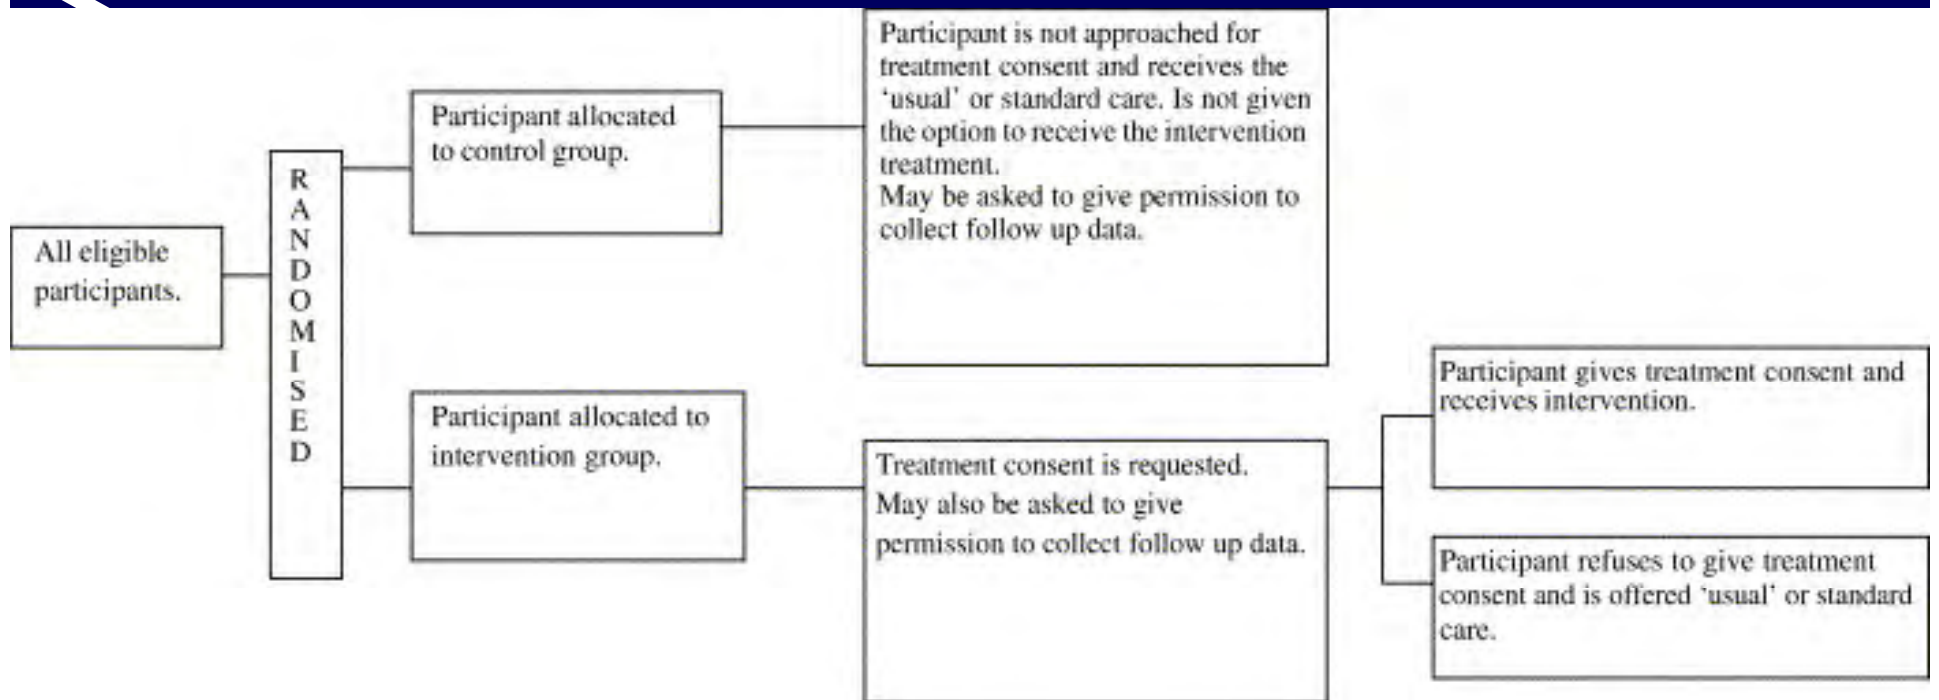 All eligible
participants.
R
A
N
D
O
M
I
S
E
D
Participant allocated
to control group.
Participant is not approached for
treatment consent and receives the
‘usual’ or standard care. Is not given
the option to receive the intervention
treatment.
May be asked to give permission to
collect follow up data.
Participant allocated to
intervention group.
Treatment consent is requested.
May also be asked to give
permission to collect follow up data.
Participant gives treatment consent and
receives intervention.
Participant refuses to give treatment
consent and is offered ‘usual’ or standard
care.